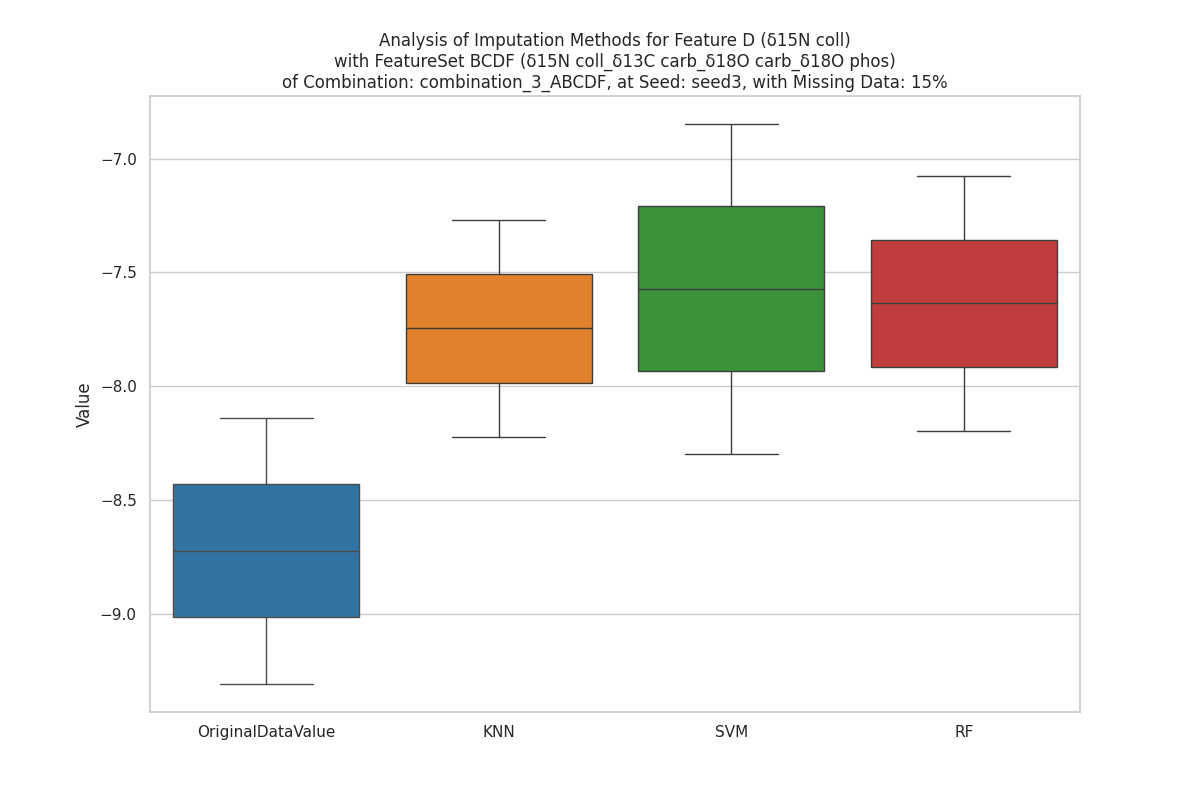 Analysis of Imputation Methods for Feature D (δ15N coll)
with FeatureSet BCDF (δ15N coll_δ13C carb_δ18O carb_δ18O phos)
of Combination: combination_3_ABCDF, at Seed: seed3, with Missing Data: 15%
−7.0
−7.5
−8.0
−8.5
−9.0
Value
OriginalDataValue
KNN
SVM
RF